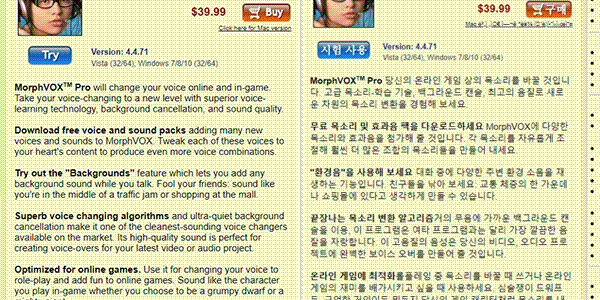 $39.99
Buy
Click here for Mac version
Try
Version: 4.4.71
Vista (32/64), Windows 7/8/10 (32/64)
MorphVOX™ Pro will change your voice online and in-game.
Take your voice-changing to a new level with superior voice-
learning technology, background cancellation, and sound quality.
Download free voice and sound packs adding many new
voices and sounds to MorphVOX. Tweak each of these voices to
your heart's content to produce even more voice combinations.
Try out the "Backgrounds" feature which lets you add any
background sound while you talk. Fool your friends: sound like
you're in the middle of a traffic jam or shopping at the mall.
Superb voice changing algorithms and ultra-quiet background
cancellation make it one of the cleanest-sounding voice changers
available on the market. Its high-quality sound is perfect for
creating voice-overs for your latest video or audio project.
Optimized for online games. Use it for changing your voice to
role-play and add fun to online games. Sound like the character
you play in-game whether you choose to be a grumpy dwarf or a
$39.99
구매
시험 사용
Version: 4.4.71
Vista (32/64), Windows 7/8/10 (32/64)
MorphVOX™ Pro 당신의 온라인 게임 상의 목소리를 바꿀 것입니
다. 고급 목소리-학습 기술, 백그라운드 캔슬, 최고의 음질로 새로
운 차원의 목소리 변환을 경험해 보세요.
무료 목소리 및 효과음 팩을 다운로드하세요 MorphVOX에 다양한
목소리와 효과음을 첨가해 줄 것입니다. 각 목소리를 자유롭게 조
절해 훨씬 더 많은 조합의 목소리들을 만들어 내세요.
"환경음"을 사용해 보세요 대화 중에 다양한 주변 환경 소음을 재
생하는 기능입니다. 친구들을 낚아 보세요: 교통 체증의 한 가운데
나 쇼핑몰에 있다고 생각하게 만들 수 있습니다.
끝장나는 목소리 변환 알고리즘거의 무음에 가까운 백그라운드 캔
슬을 이용, 이 프로그램은 여타 프로그램과는 달리 가장 깔끔한 음
질을 자랑합니다. 이 고음질의 음성은 당신의 비디오, 오디오 프로
젝트에 완벽한 보이스 오버를 만들어 줄 것입니다.
온라인 게임에 최적화롤플레잉 중 목소리를 바꿀 때 쓰거나 온라인
게임의 재미를 배가시키고 싶을 때 사용하세요. 심술쟁이 드워프